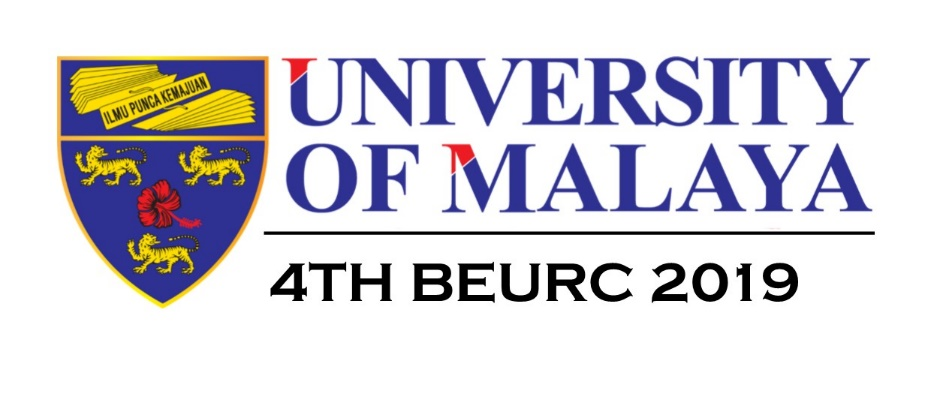 ILMU PUNCA KEMAJUAN
UNIVERSITY
OF MALAYA
4TH BEURC 2019